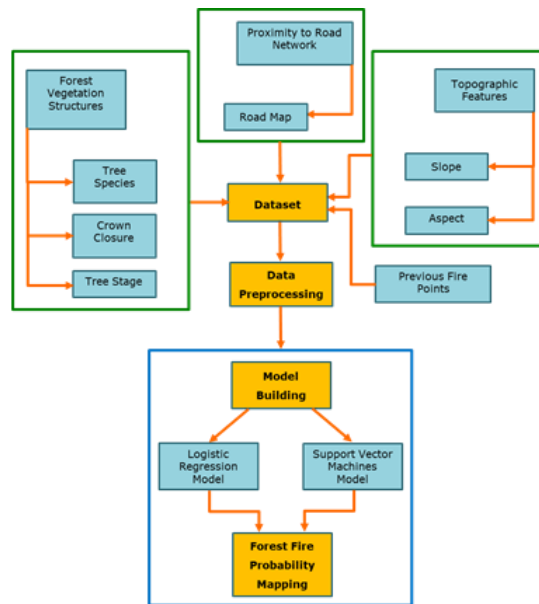 Proximity to Road
Network
Road Map
Forest
Vegetation
Structures
Tree
Species
Crown
Closure
Tree Stage
Topographic
Features
Slope
Aspect
Dataset
Data
Preprocessing
Previous Fire
Points
Model
Building
Logistic
Regression
Model
Support Vector
Machines
Model
Forest Fire
Probability
Mapping